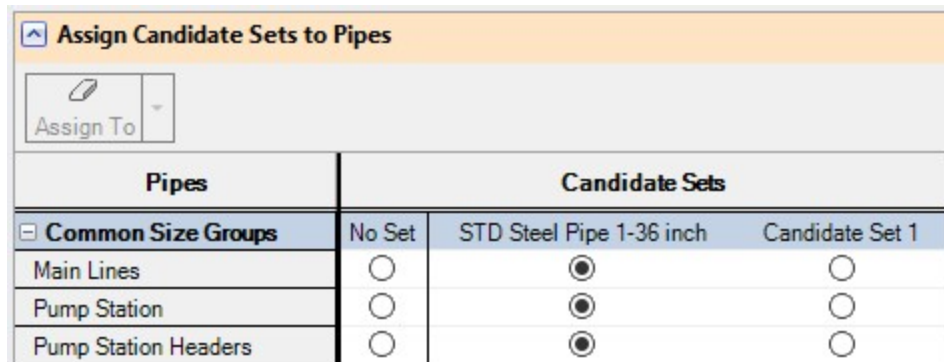 Assign Candidate Sets to Pipes
Assign To
Pipes Candidate Sets
Common Size Groups No Set STD Steel Pipe 1-36 inch Candidate Set 1
Main Lines
Pump Station
Pump Station Headers